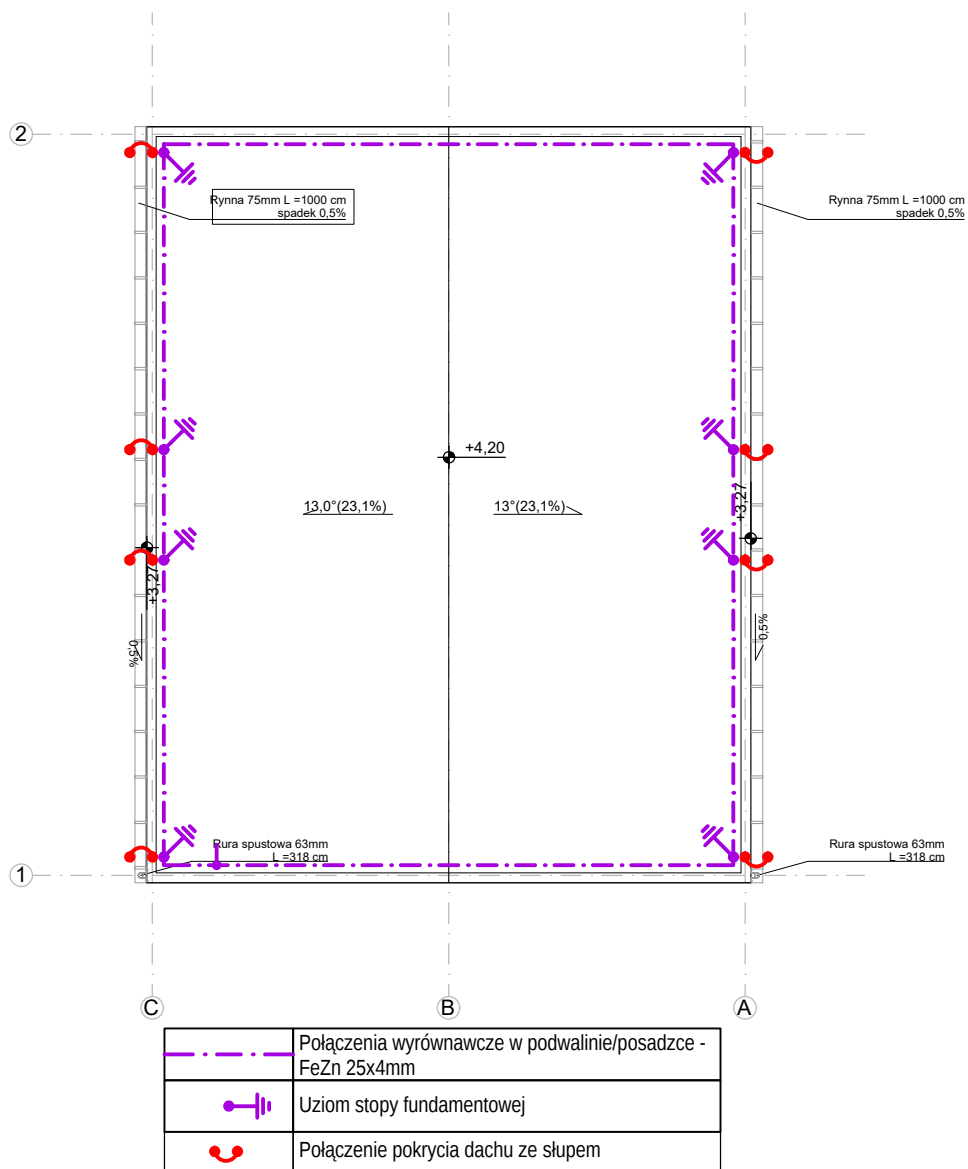 2
Rynna 75mm L =1000 cm
spadek 0,5%
Rynna 75mm L =1000 cm
spadek 0,5%
+4,20
13,0°(23,1%)
13°(23,1%)
+3,27
+3,27
0,5%
0,5%
Rura spustowa 63mm
L =318 cm
Rura spustowa 63mm
L =318 cm
1
C
B
A
Połączenia wyrównawcze w podwalinie/posadzce -
FeZn 25x4mm
Uziom stopy fundamentowej
Połączenie pokrycia dachu ze słupem